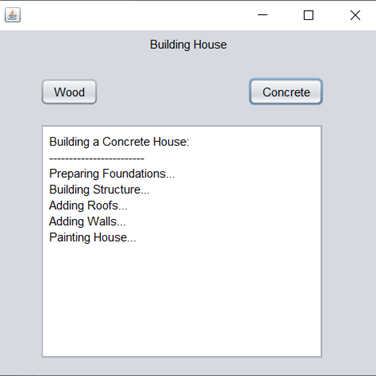 Building House
Wood
Concrete
Building a Concrete House:
------------------------
Preparing Foundations...
Building Structure...
Adding Roofs...
Adding Walls...
Painting House...